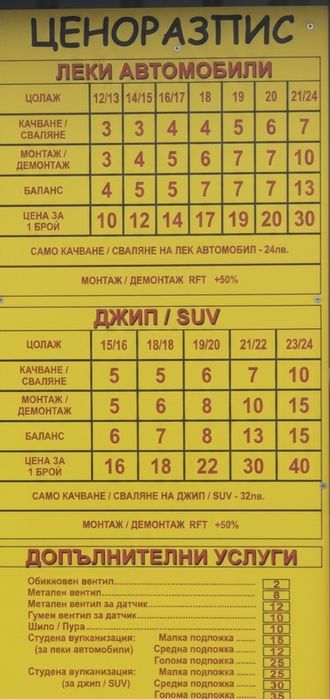 ЦЕНОРАЗПИС
ЛЕКИ АВТОМОБИЛИ
ЦОЛАЖ 12/13 14/15 16/17 18 19 20 21/24
КАЧВАНЕ / СВАЛЯНЕ 3 3 4 4 5 6 7
МОНТАЖ / ДЕМОНТАЖ 3 4 5 6 7 7 10
БАЛАНС 4 5 5 7 7 7 13
ЦЕНА ЗА 1 БРОЙ 10 12 14 17 19 20 30
САМО КАЧВАНЕ / СВАЛЯНЕ НА ЛЕК АВТОМОБИЛ - 24лв.
МОНТАЖ / ДЕМОНТАЖ RFT +50%
ДЖИП / SUV
ЦОЛАЖ 15/16 18/18 19/20 21/22 23/24
КАЧВАНЕ / СВАЛЯНЕ 5 5 6 7 10
МОНТАЖ / ДЕМОНТАЖ 5 6 8 10 15
БАЛАНС 6 7 8 13 15
ЦЕНА ЗА 1 БРОЙ 16 18 22 30 40
САМО КАЧВАНЕ / СВАЛЯНЕ НА ДЖИП / SUV - 32лв.
МОНТАЖ / ДЕМОНТАЖ RFT +50%
ДОПЪЛНИТЕЛНИ УСЛУГИ
Обикновен вентил 2
Метален вентил 8
Метален вентил за датчик 12
Гумен вентил за датчик 10
Шило / Пура 10
Студена вулканизация: Малка подложка 15
(за леки автомобили) Средна подложка 12
Голома подложка 25
Студена вулканизация: Малка подложка 25
(за джип / SUV) Средна подложка 30
Голома подложка 35